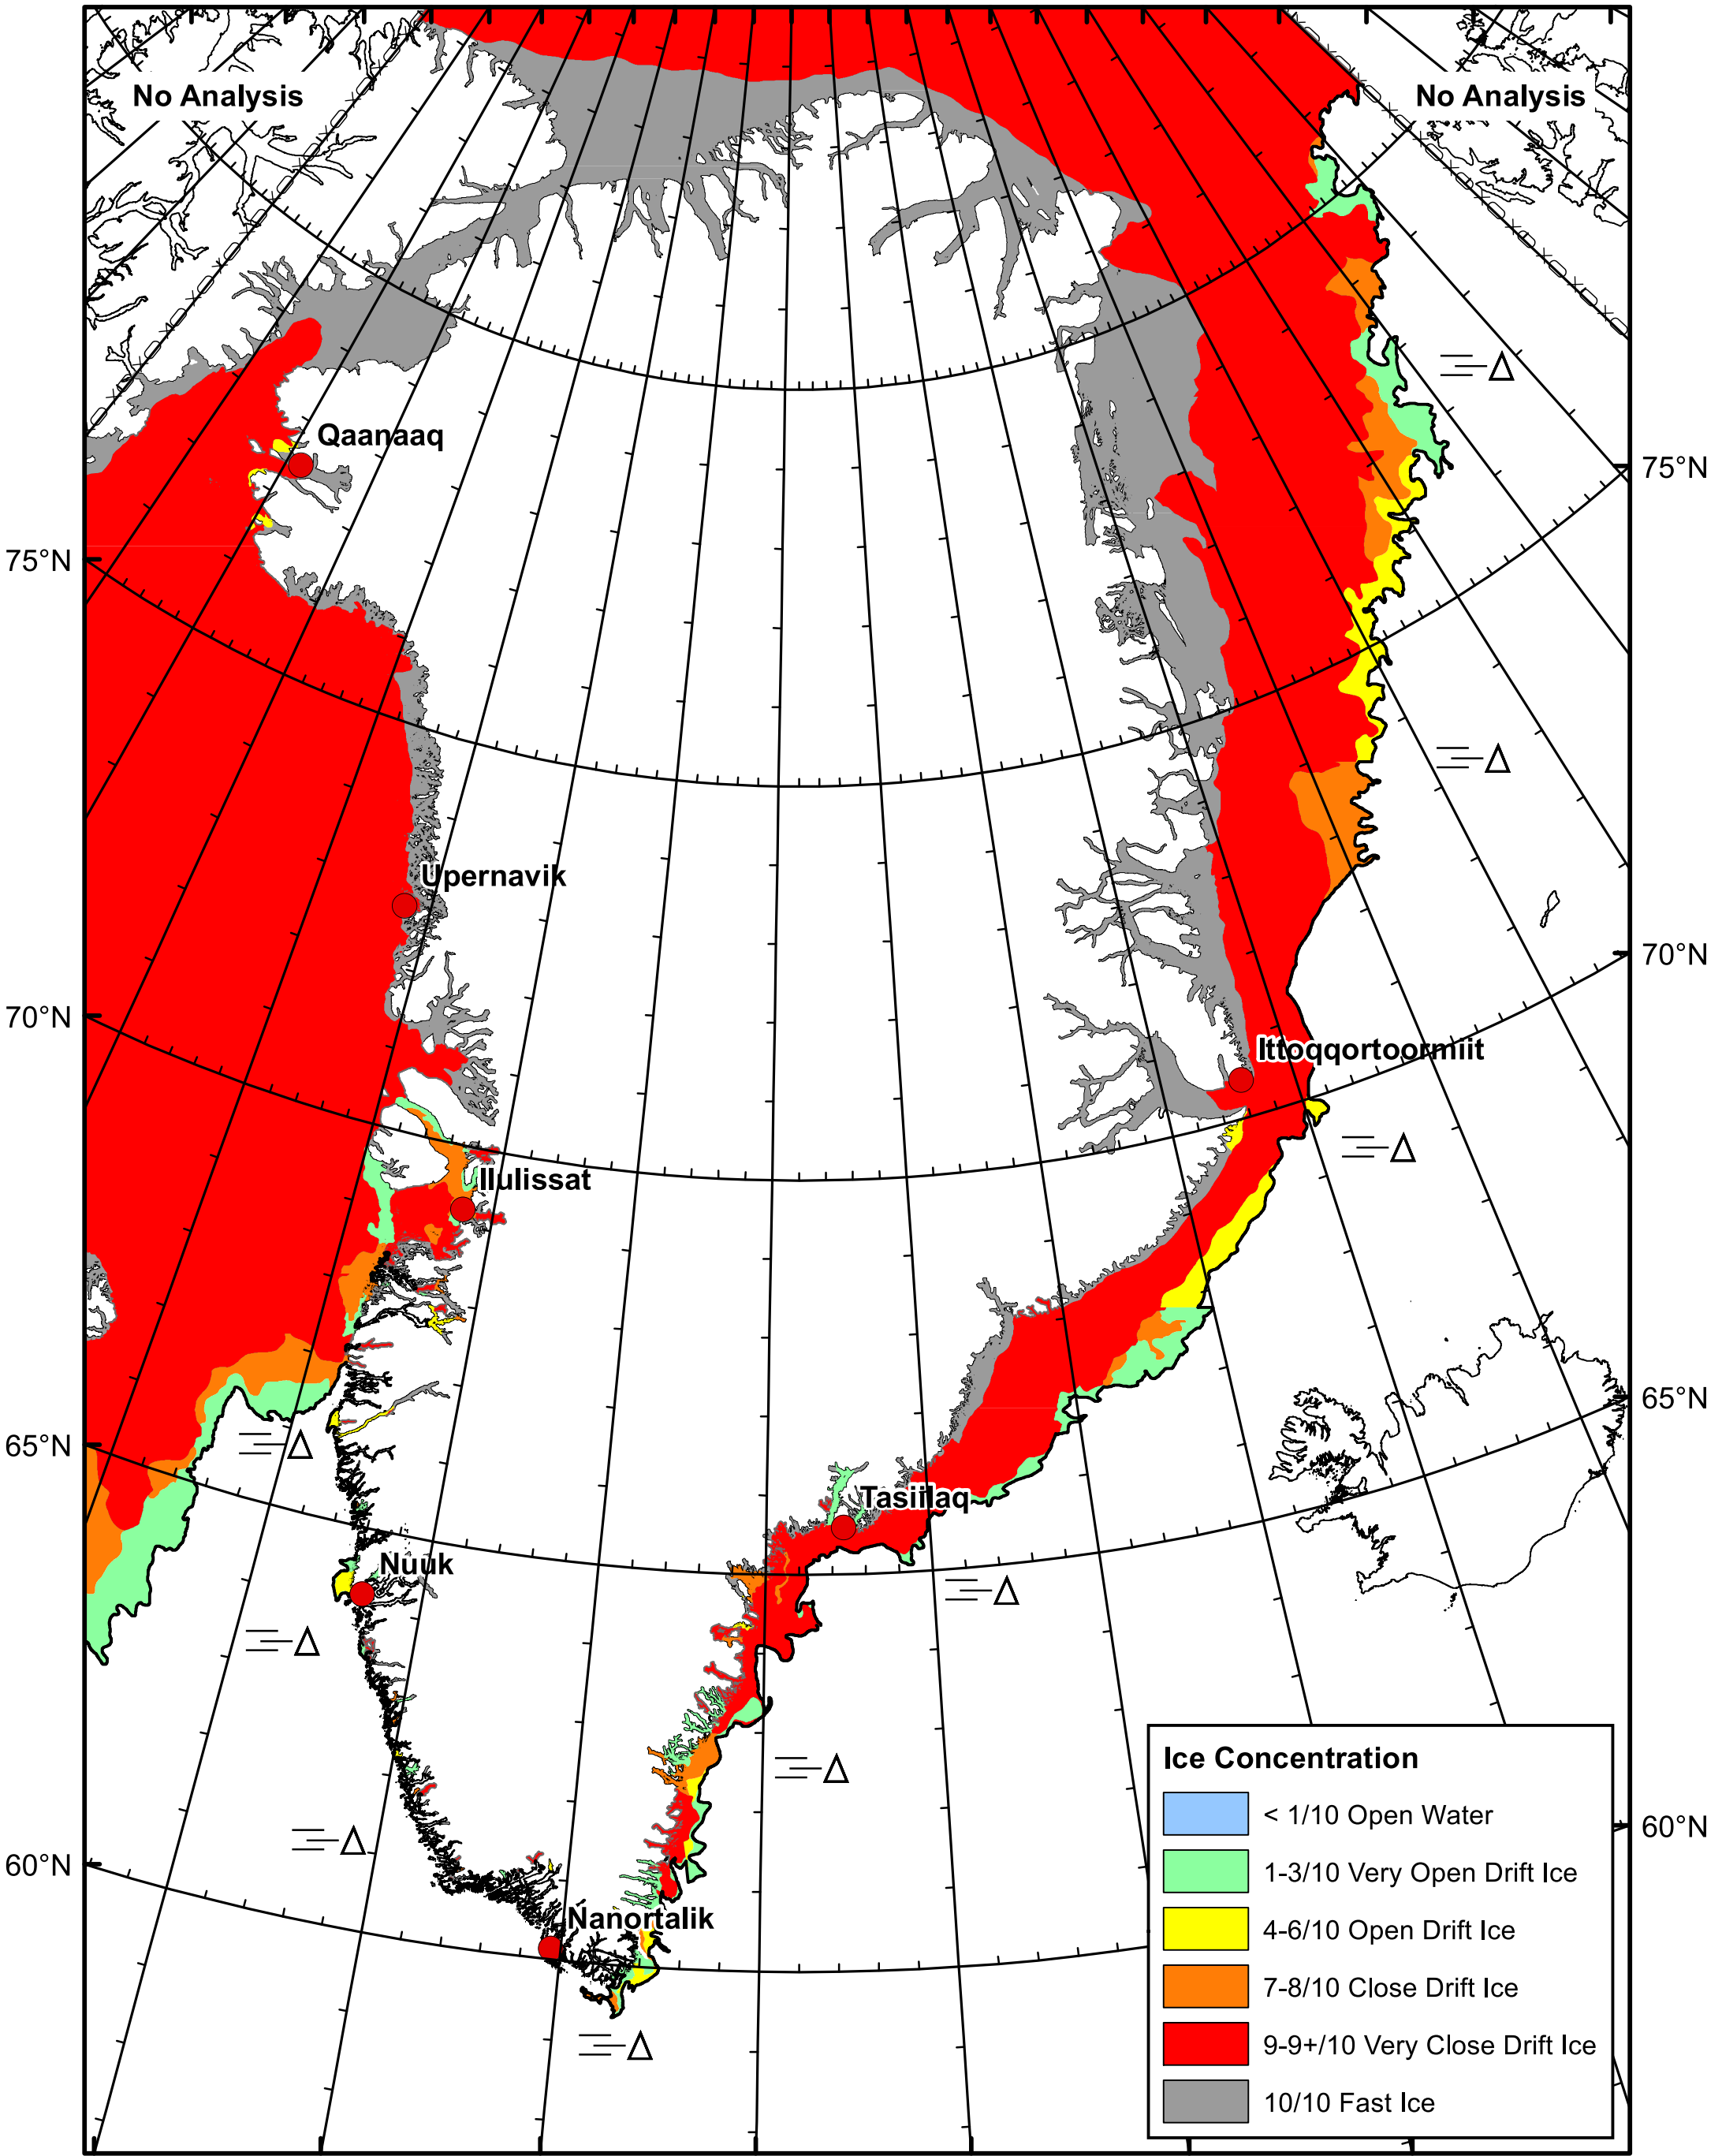 No Analysis
No Analysis
Qaanaaq
75°N
75°N
Upernavik
70°N
70°N
Ittoqqortoormiit
Ilulissat
65°N
65°N
Tasiilaq
Nuuk
60°N
60°N
Nanortalik
Ice Concentration
< 1/10 Open Water
1-3/10 Very Open Drift Ice
4-6/10 Open Drift Ice
7-8/10 Close Drift Ice
9-9+/10 Very Close Drift Ice
10/10 Fast Ice